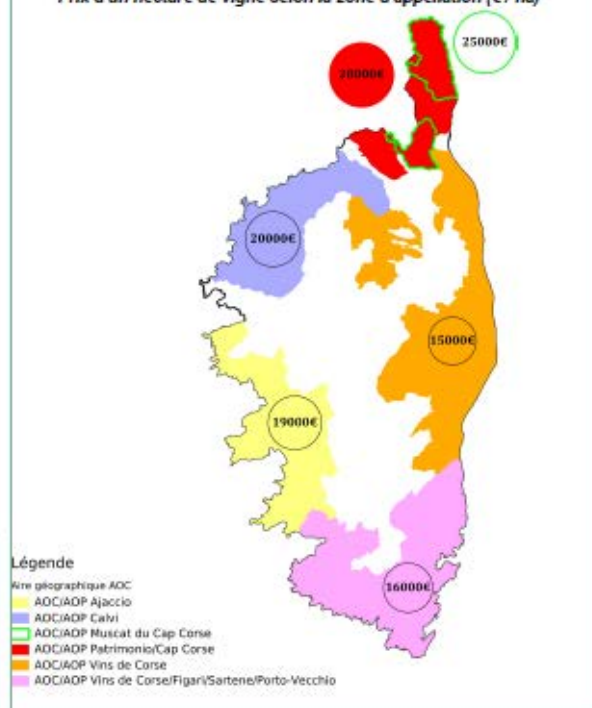 Prix d'un hectare de vigne selon la zone d'appellation (€ / ha)
25000€
20000€
15000€
19000€
16000€
Légende
Aire géographique AOC
AOC/AOP Ajaccio
AOC/AOP Calvi
AOC/AOP Muscat du Cap Corse
AOC/AOP Patrimonio/Cap Corse
AOC/AOP Vins de Corse
AOC/AOP Vins de Corse/Figari/Sartene/Porto-Vecchio